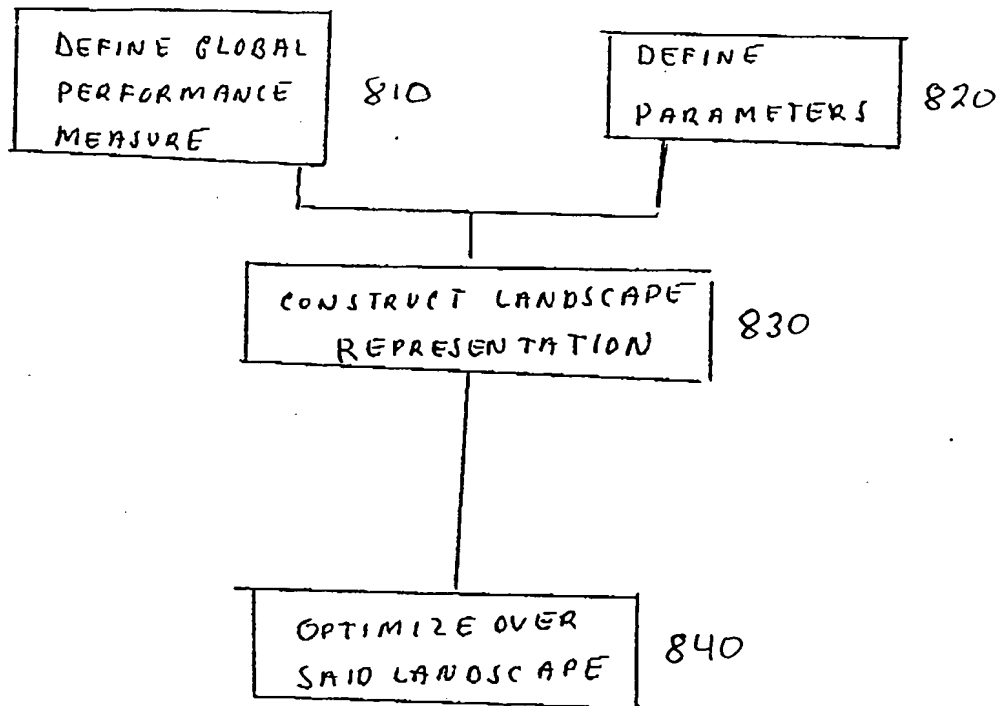 DEFINE GLOBAL
PERFORMANCE
MEASURE
810
DEFINE
PARAMETERS
820
CONSTRUCT LANDSCAPE
REPRESENTATION
830
OPTIMIZE OVER
SAID LANDSCAPE
840